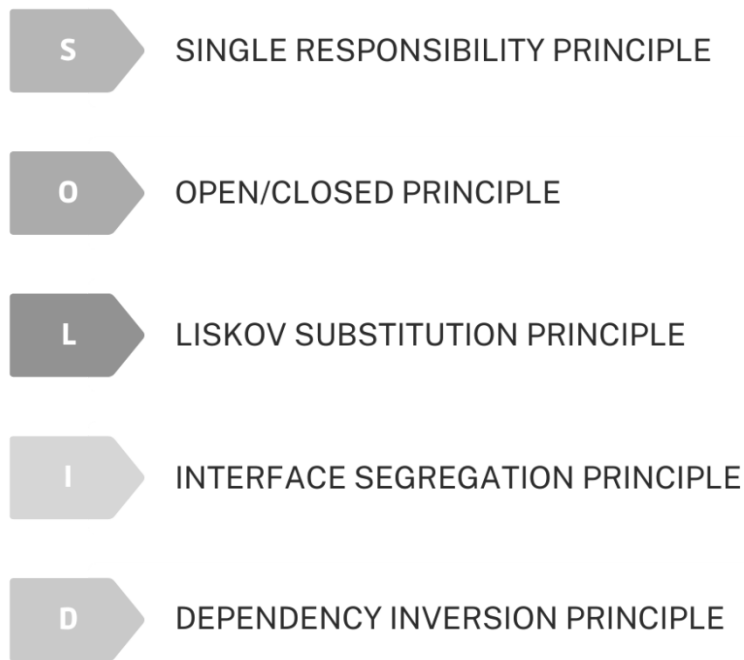 S SINGLE RESPONSIBILITY PRINCIPLE
O OPEN/CLOSED PRINCIPLE
L LISKOV SUBSTITUTION PRINCIPLE
I INTERFACE SEGREGATION PRINCIPLE
D DEPENDENCY INVERSION PRINCIPLE